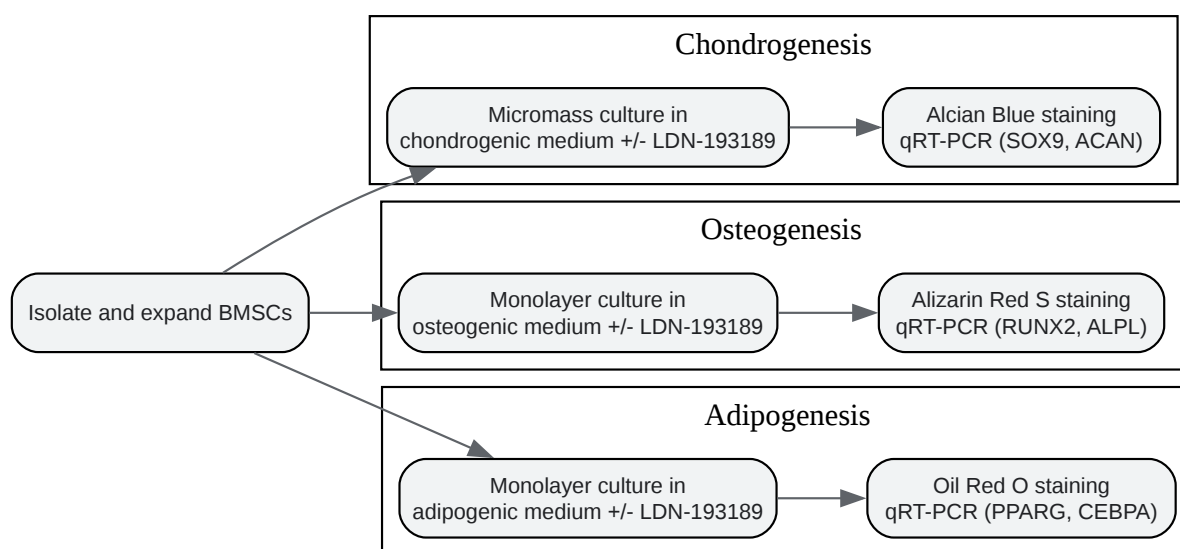 Chondrogenesis
Micromass culture in
chondrogenic medium +/- LDN-193189
Alcian Blue staining
qRT-PCR (SOX9, ACAN)
Osteogenesis
Isolate and expand BMSCs
Monolayer culture in
osteogenic medium +/- LDN-193189
Alizarin Red S staining
qRT-PCR (RUNX2, ALPL)
Adipogenesis
Monolayer culture in
adipogenic medium +/- LDN-193189
Oil Red O staining
qRT-PCR (PPARG, CEBPA)